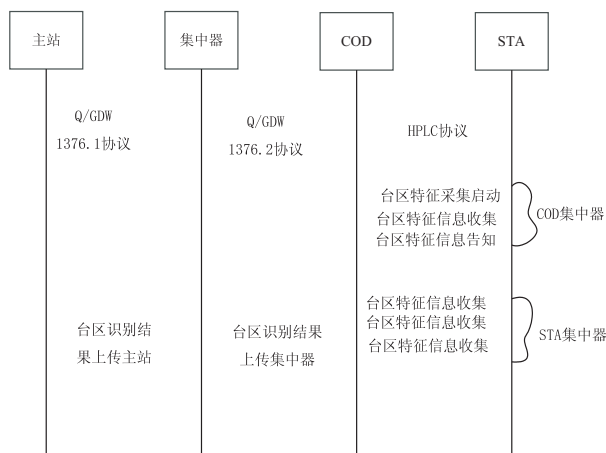 主站
集中器
COD
STA
Q/GDW
1376.1协议
Q/GDW
1376.2协议
HPLC协议
台区特征采集启动
台区特征信息收集
台区特征信息告知
COD集中器
台区特征信息收集
台区特征信息收集
台区特征信息收集
STA集中器
台区识别结
果上传主站
台区识别结果
上传集中器